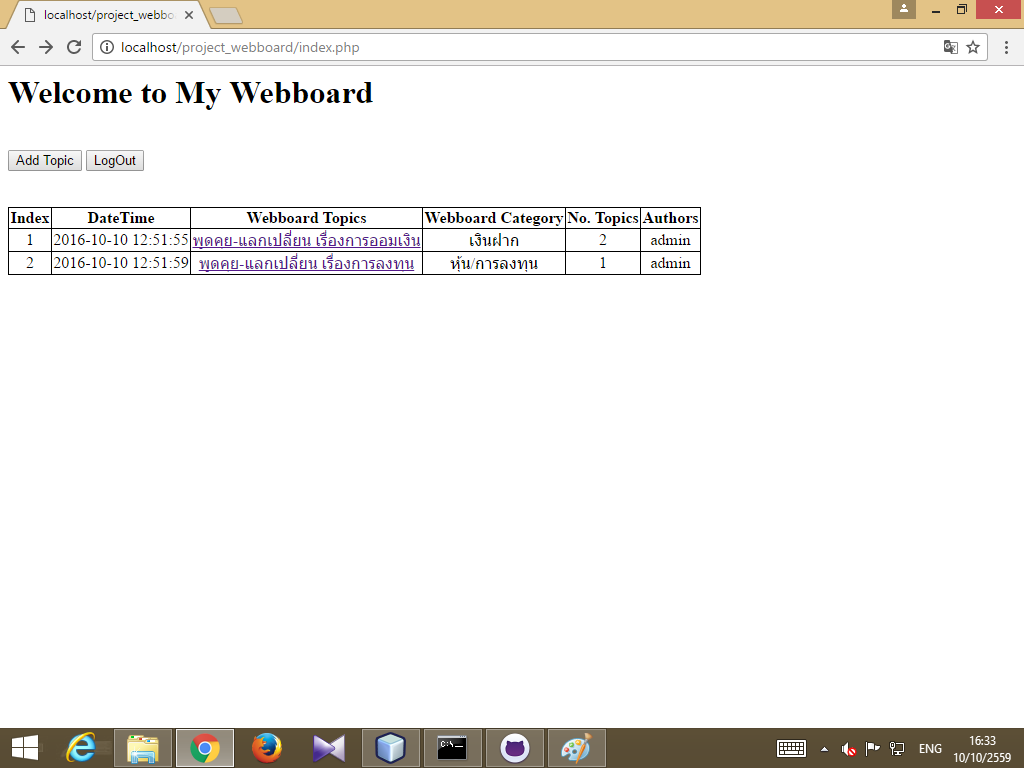 localhost/project_webbo
localhost/project_webboard/index.php
Welcome to My Webboard
Add Topic LogOut
Index DateTime Webboard Topics Webboard Category No. Topics Authors
1 2016-10-10 12:51:55 พูดคุย-แลกเปลี่ยน เรื่องการออมเงิน เงินฝาก 2 admin
2 2016-10-10 12:51:59 พูดคุย-แลกเปลี่ยน เรื่องการลงทุน หุ้น/การลงทุน 1 admin
C:\_
ENG
16:33
10/10/2559